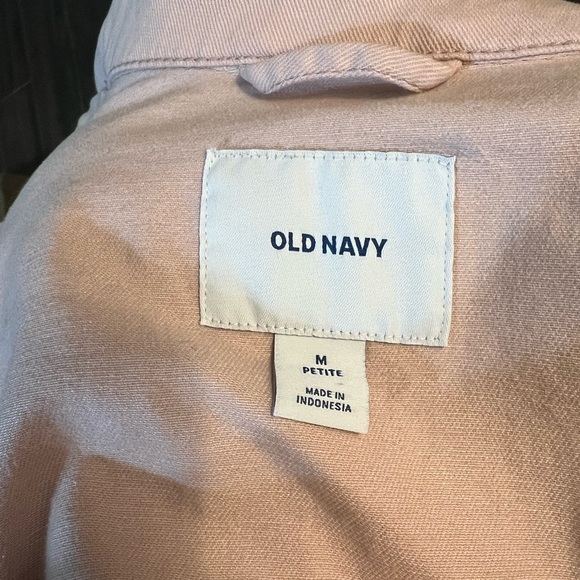 OLD NAVY
M
PETITE
MADE IN
INDONESIA